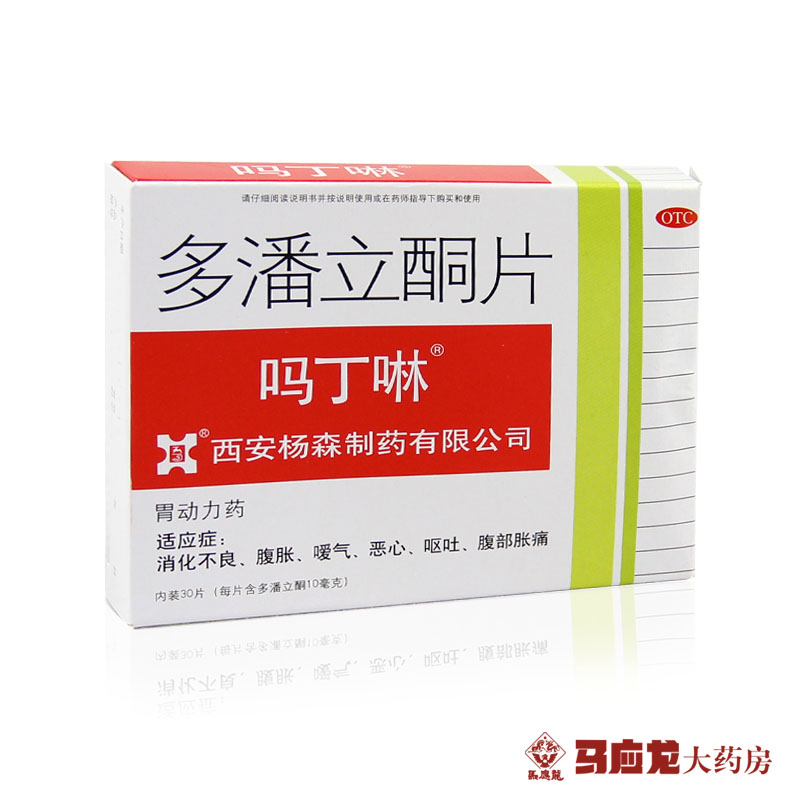 吗丁啉®
请仔细阅读说明书并按说明使用或在药师指导下购买和使用
OTC
多潘立酮片
吗丁啉®
®西安杨森制药有限公司
胃动力药
适应症：
消化不良、腹胀、嗳气、恶心、呕吐、腹部胀痛
内装30片（每片含多潘立酮10毫克）
馬應龍
马应龙大药房